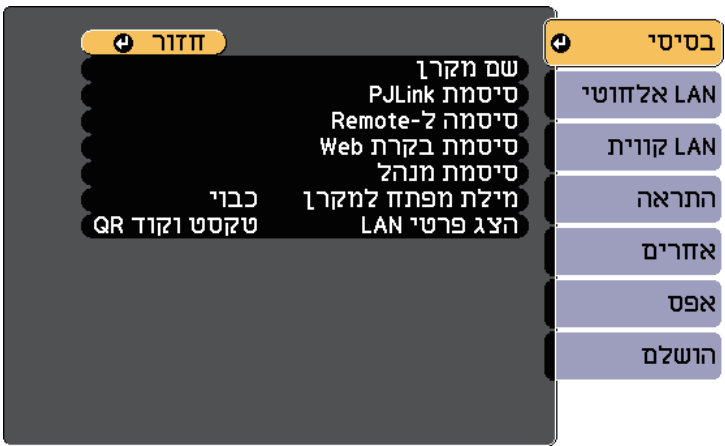 בסיסי
LAN אלחוטי
LAN קווית
התראה
אחרים
אפס
הושלם
חזור
שם מקרן
סיסמת PJLink
סיסמה ל-Remote
סיסמת בקרת Web
סיסמת מנהל
מילת מפתח למקרן כבוי
הצג פרטי LAN טקסט וקוד QR